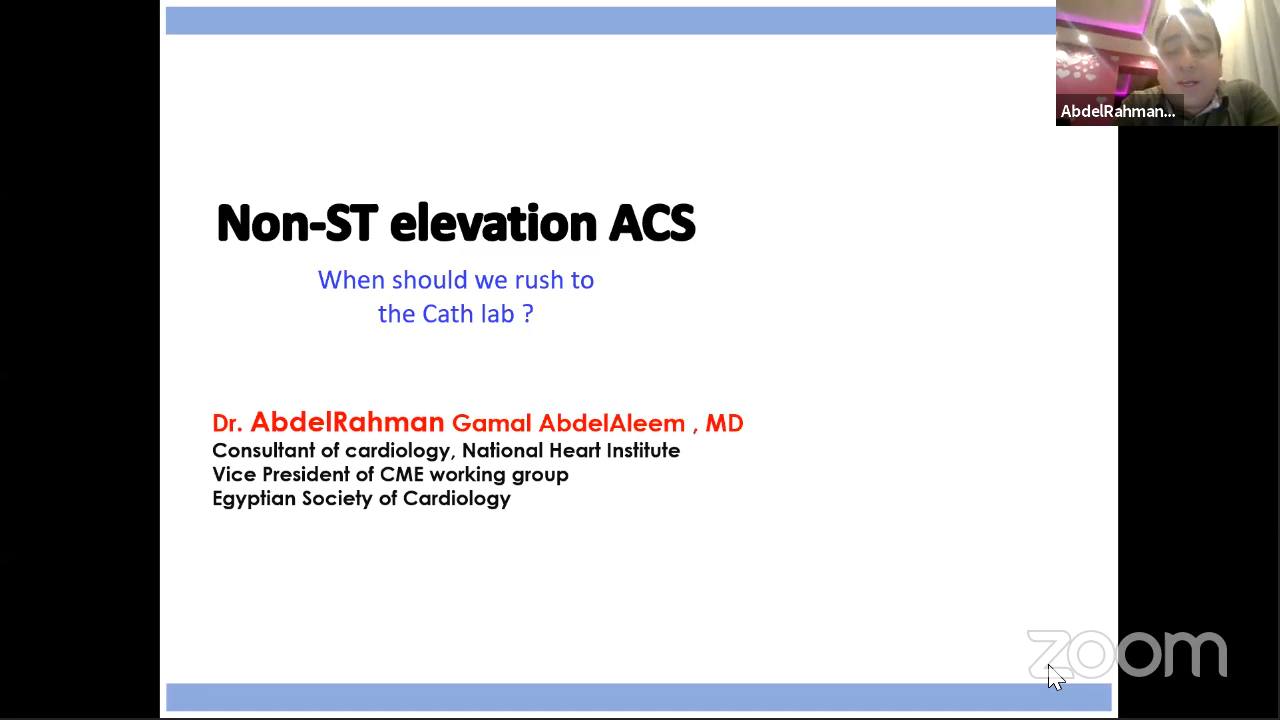 AbdelRahman...
Non-ST elevation ACS
When should we rush to
the Cath lab ?
Dr. AbdelRahman Gamal AbdelAleem , MD
Consultant of cardiology, National Heart Institute
Vice President of CME working group
Egyptian Society of Cardiology
zoom